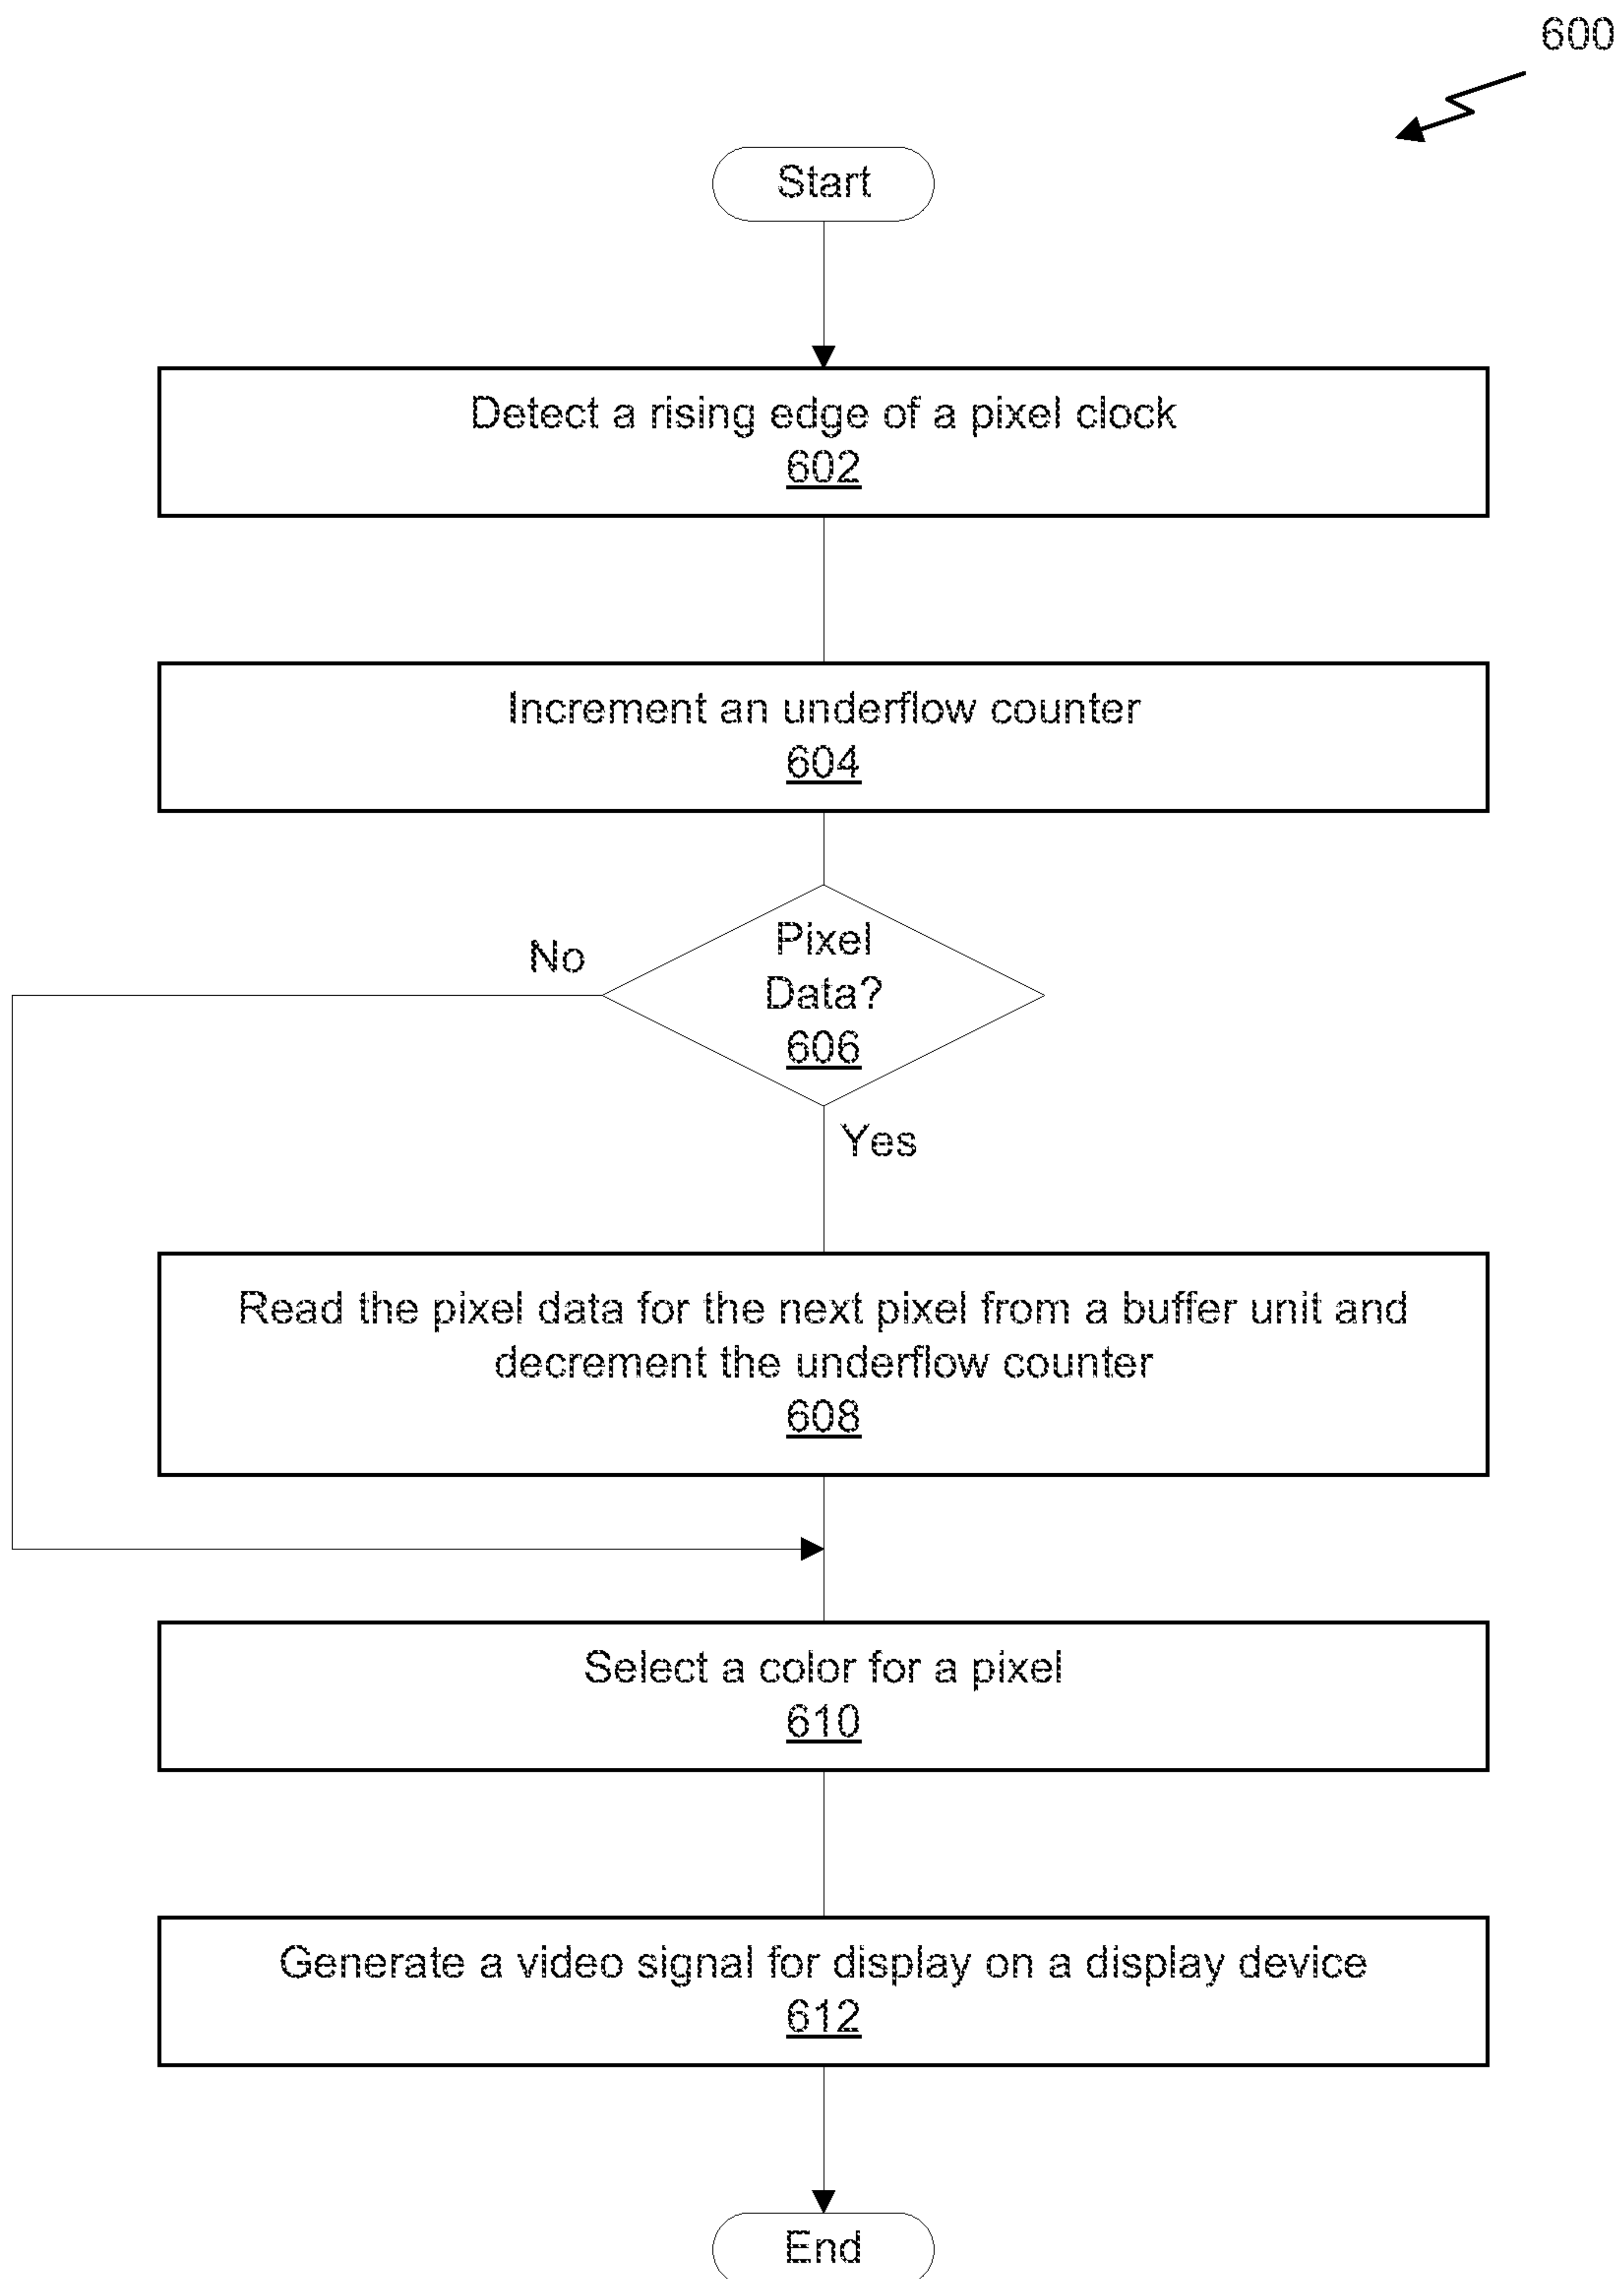 600
Start
Detect a rising edge of a pixel clock
602
Increment an underflow counter
604
No
Pixel
Data?
606
Yes
Read the pixel data for the next pixel from a buffer unit and
decrement the underflow counter
608
Select a color for a pixel
610
Generate a video signal for display on a display device
612
End